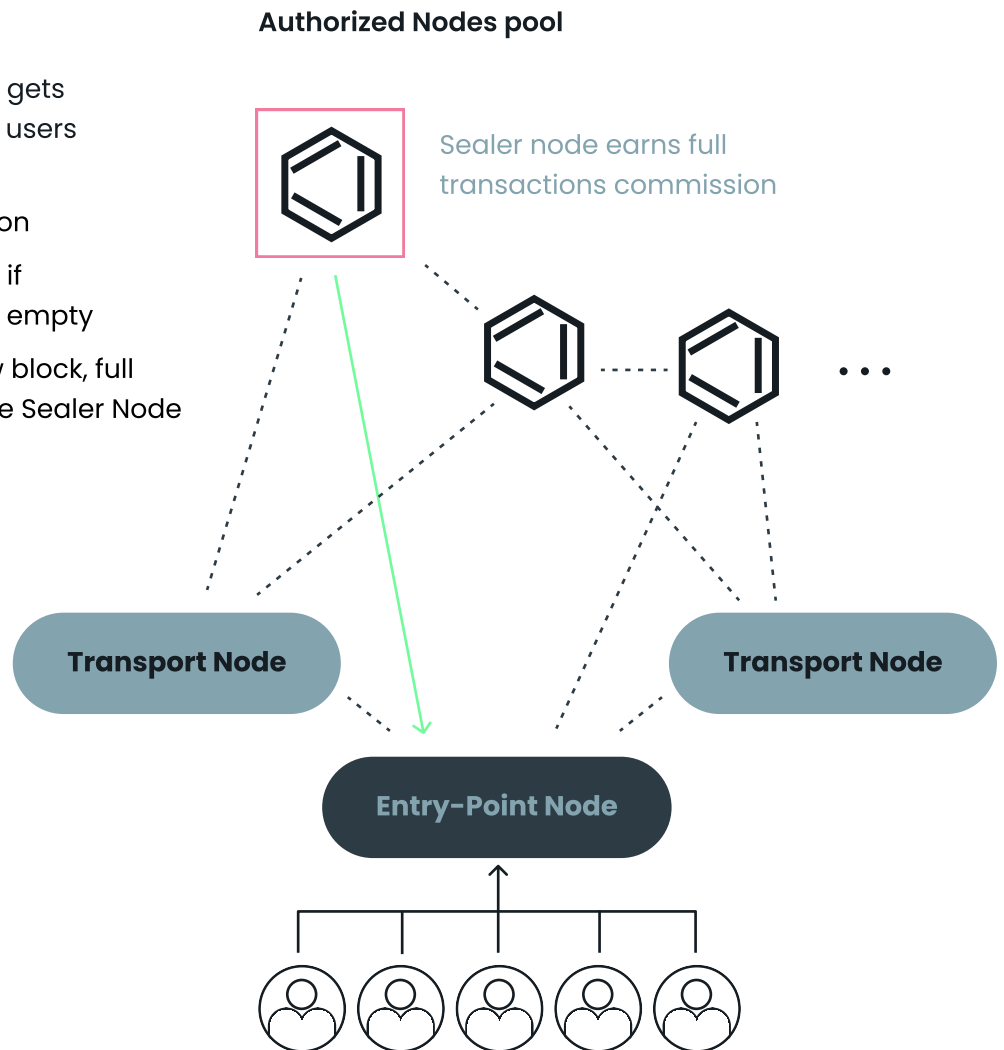 Authorized Nodes pool
gets
users
on
if
empty
block, full
Sealer Node
Sealer node earns full
transactions commission
Transport Node
Transport Node
Entry-Point Node